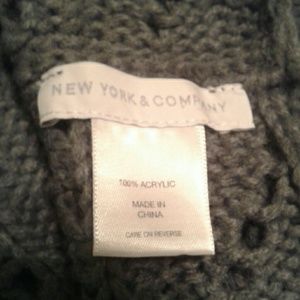 NEW YORK & COMPANY
100% ACRYLIC
MADE IN
CHINA
CARE ON REVERSE